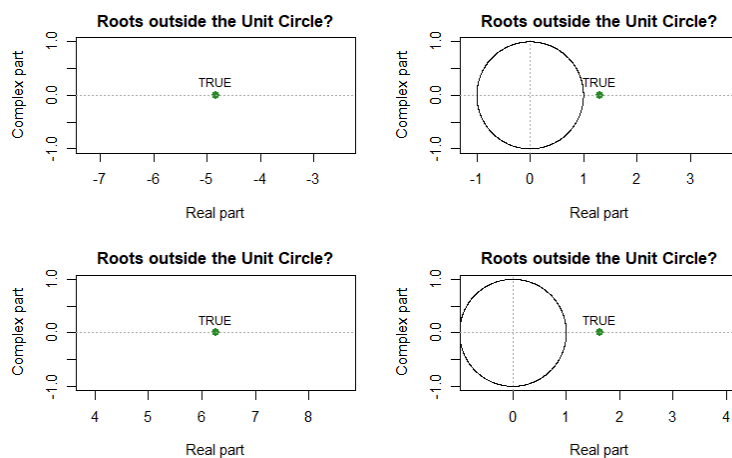 Roots outside the Unit Circle?
Complex part
1.0
0.0
-1.0
TRUE
-7 -6 -5 -4 -3
Real part
Roots outside the Unit Circle?
Complex part
1.0
0.0
-1.0
TRUE
-1 0 1 2 3
Real part
Roots outside the Unit Circle?
Complex part
1.0
0.0
-1.0
TRUE
4 5 6 7 8
Real part
Roots outside the Unit Circle?
Complex part
1.0
0.0
-1.0
TRUE
0 1 2 3 4
Real part